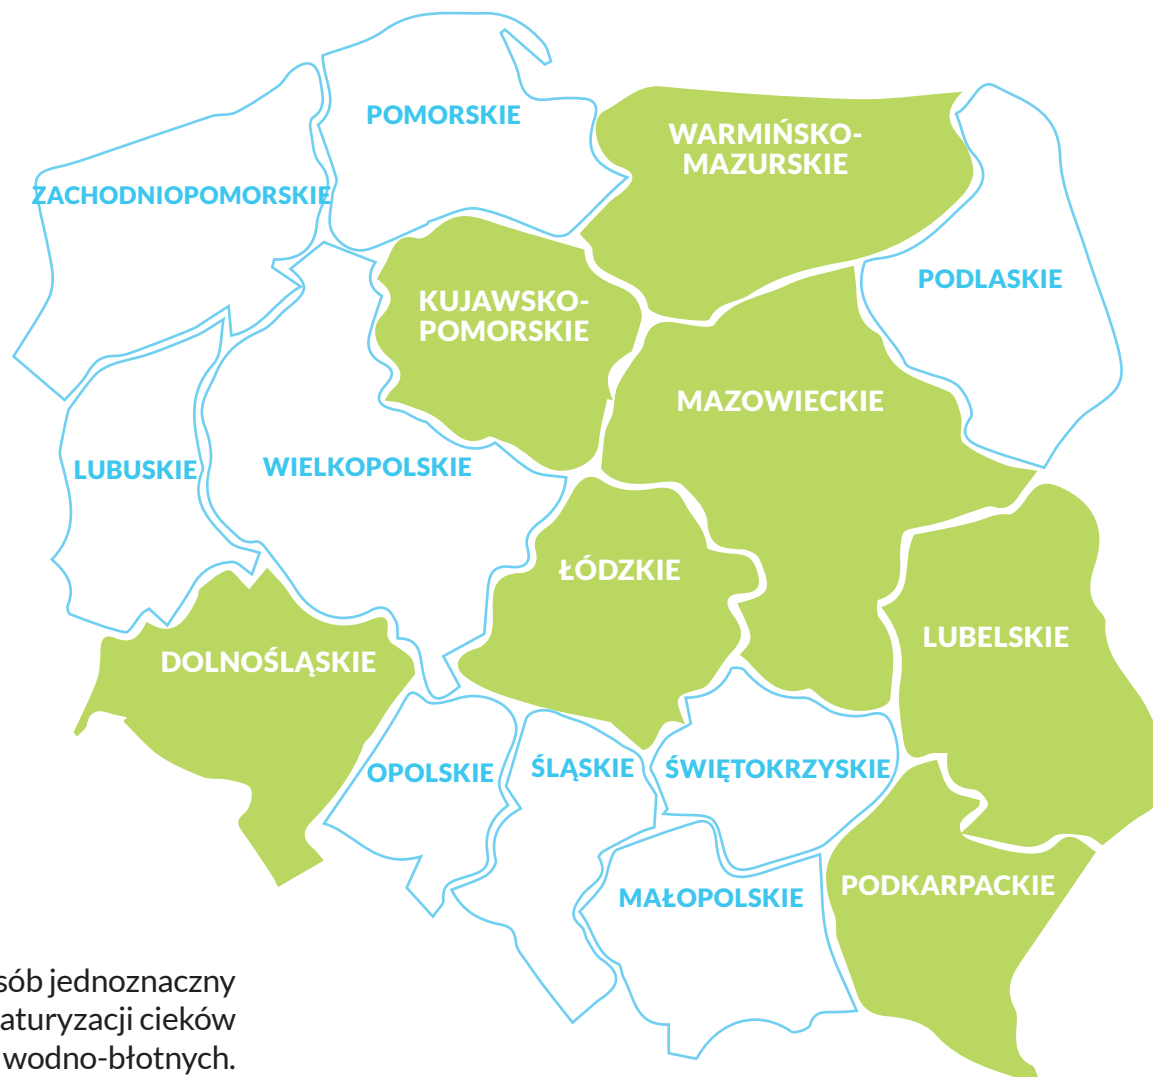 POMORSKIE
WARMIŃSKO-
MAZURSKIE
ZACHODNIOPOMORSKIE
PODLASKIE
KUJAWSKO-
POMORSKIE
MAZOWIECKIE
LUBUSKIE
WIELKOPOLSKIE
ŁÓDZKIE
LUBELSKIE
DOLNOŚLĄSKIE
OPOLSKIE
ŚLĄSKIE
ŚWIĘTOKRZYSKIE
MAŁOPOLSKIE
PODKARPACKIE
sób jednoznaczny
aturyzacji cieków
wodno-błotnych.